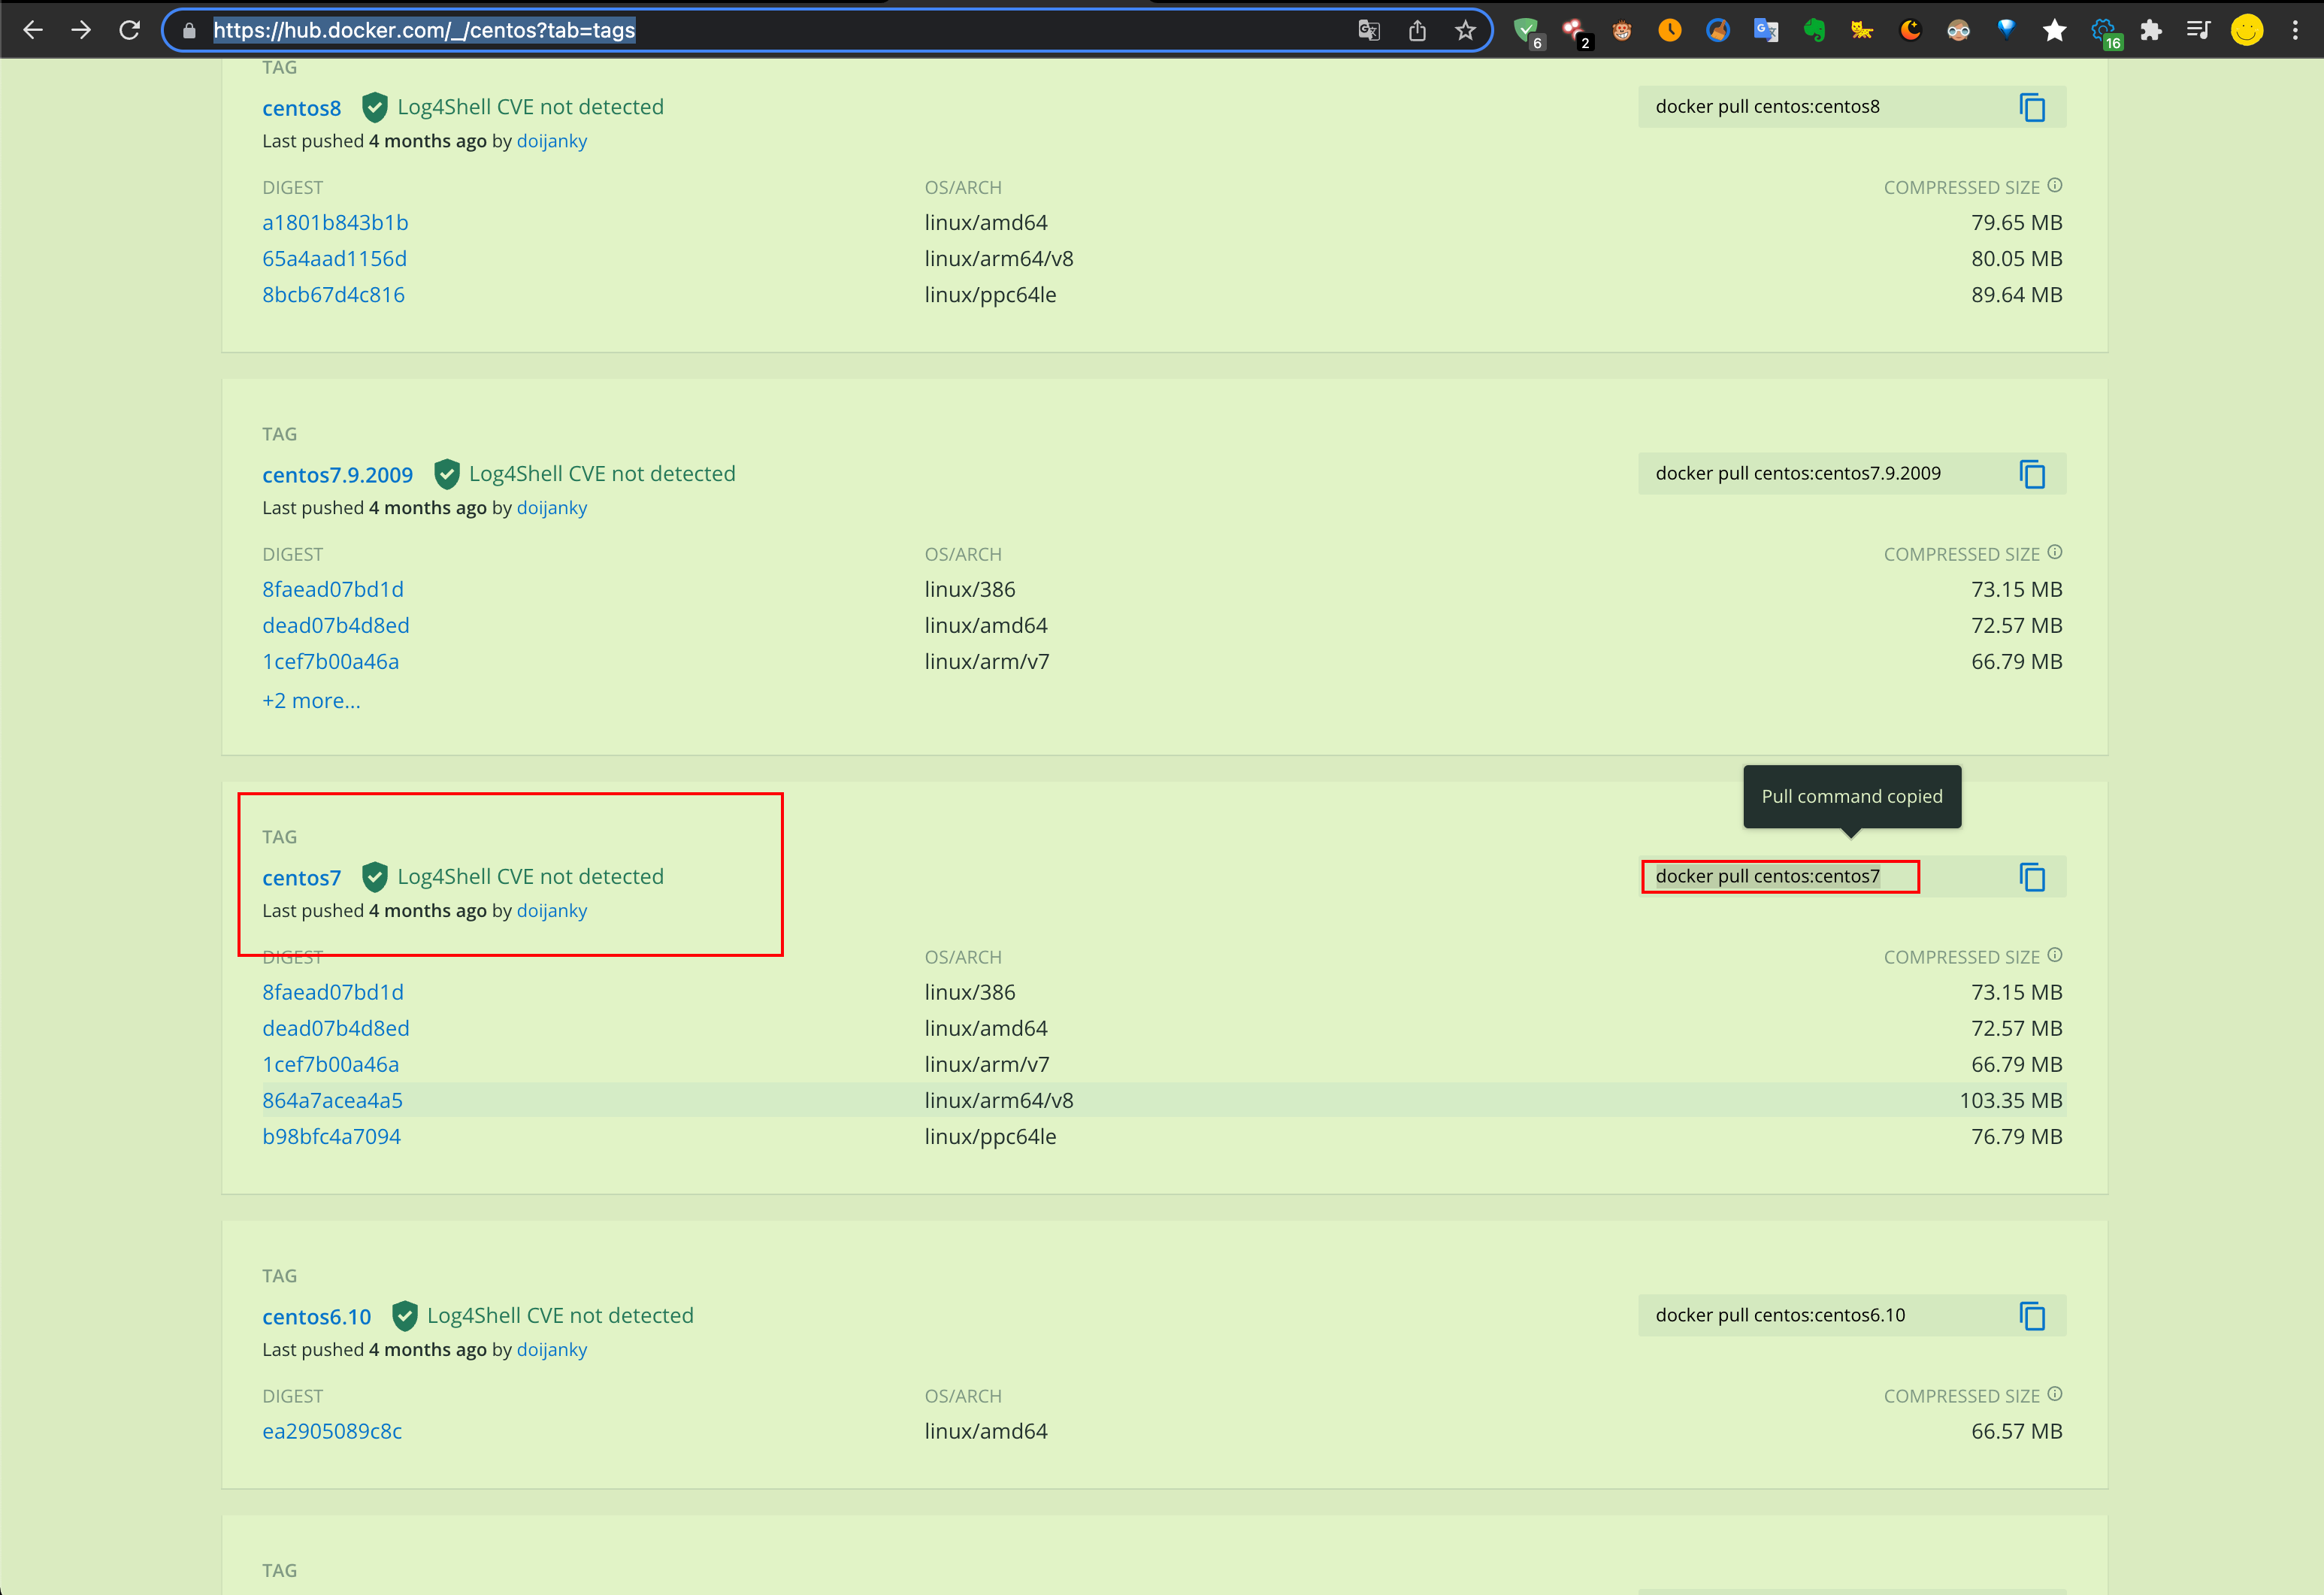 https://hub.docker.com/_/centos?tab=tags
6
2
16
TAG
centos8 Log4Shell CVE not detected
docker pull centos:centos8
Last pushed 4 months ago by doijanky
DIGEST OS/ARCH COMPRESSED SIZE
a1801b843b1b linux/amd64 79.65 MB
65a4aad1156d linux/arm64/v8 80.05 MB
8bcb67d4c816 linux/ppc64le 89.64 MB
TAG
centos7.9.2009 Log4Shell CVE not detected
docker pull centos:centos7.9.2009
Last pushed 4 months ago by doijanky
DIGEST OS/ARCH COMPRESSED SIZE
8faead07bd1d linux/386 73.15 MB
dead07b4d8ed linux/amd64 72.57 MB
1cef7b00a46a linux/arm/v7 66.79 MB
+2 more...
Pull command copied
TAG
centos7 Log4Shell CVE not detected
docker pull centos:centos7
Last pushed 4 months ago by doijanky
DIGEST OS/ARCH COMPRESSED SIZE
8faead07bd1d linux/386 73.15 MB
dead07b4d8ed linux/amd64 72.57 MB
1cef7b00a46a linux/arm/v7 66.79 MB
864a7acea4a5 linux/arm64/v8 103.35 MB
b98bfc4a7094 linux/ppc64le 76.79 MB
TAG
centos6.10 Log4Shell CVE not detected
docker pull centos:centos6.10
Last pushed 4 months ago by doijanky
DIGEST OS/ARCH COMPRESSED SIZE
ea2905089c8c linux/amd64 66.57 MB
TAG